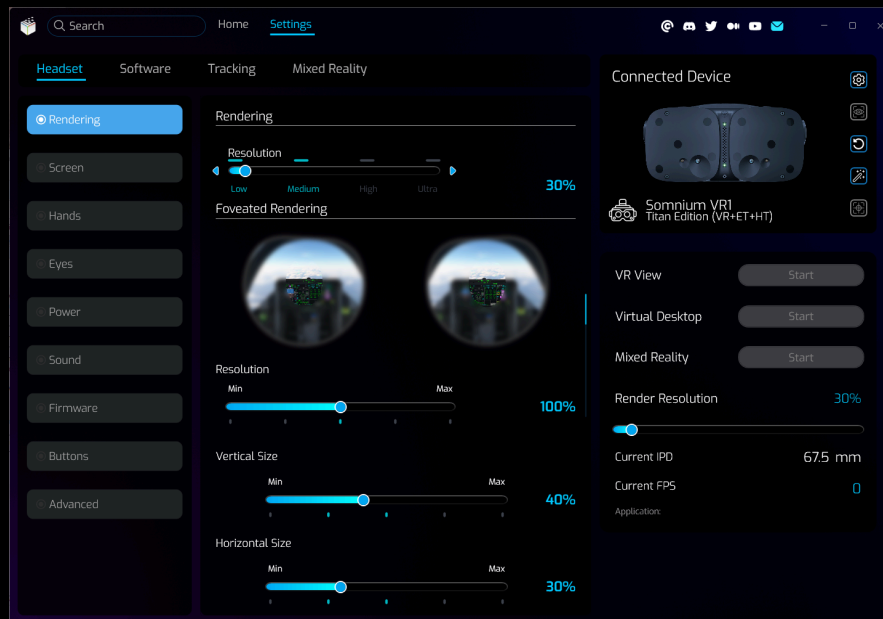 Search
Home
Settings
Headset
Software
Tracking
Mixed Reality
Rendering
Screen
Hands
Eyes
Power
Sound
Firmware
Buttons
Advanced
Rendering
Resolution
Low
Medium
High
Ultra
30%
Foveated Rendering
Resolution
Min
Max
100%
Vertical Size
Min
Max
40%
Horizontal Size
Min
Max
30%
Connected Device
Somnium VR1
Titan Edition (VR+ET+HT)
VR View
Start
Virtual Desktop
Start
Mixed Reality
Start
Render Resolution
30%
Current IPD
67.5 mm
Current FPS
0
Application: